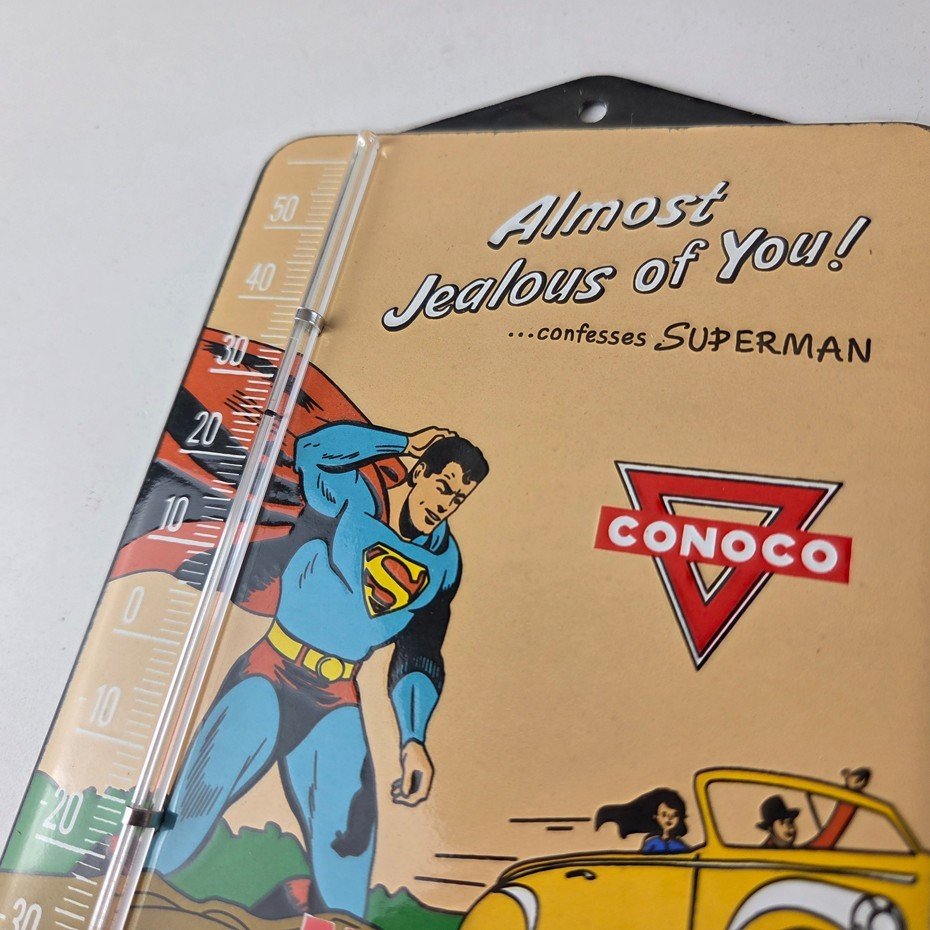 Almost
Jealous of You!
...confesses SUPERMAN
CONOCO
S
50
40
30
20
10
0
-10
-20
-30